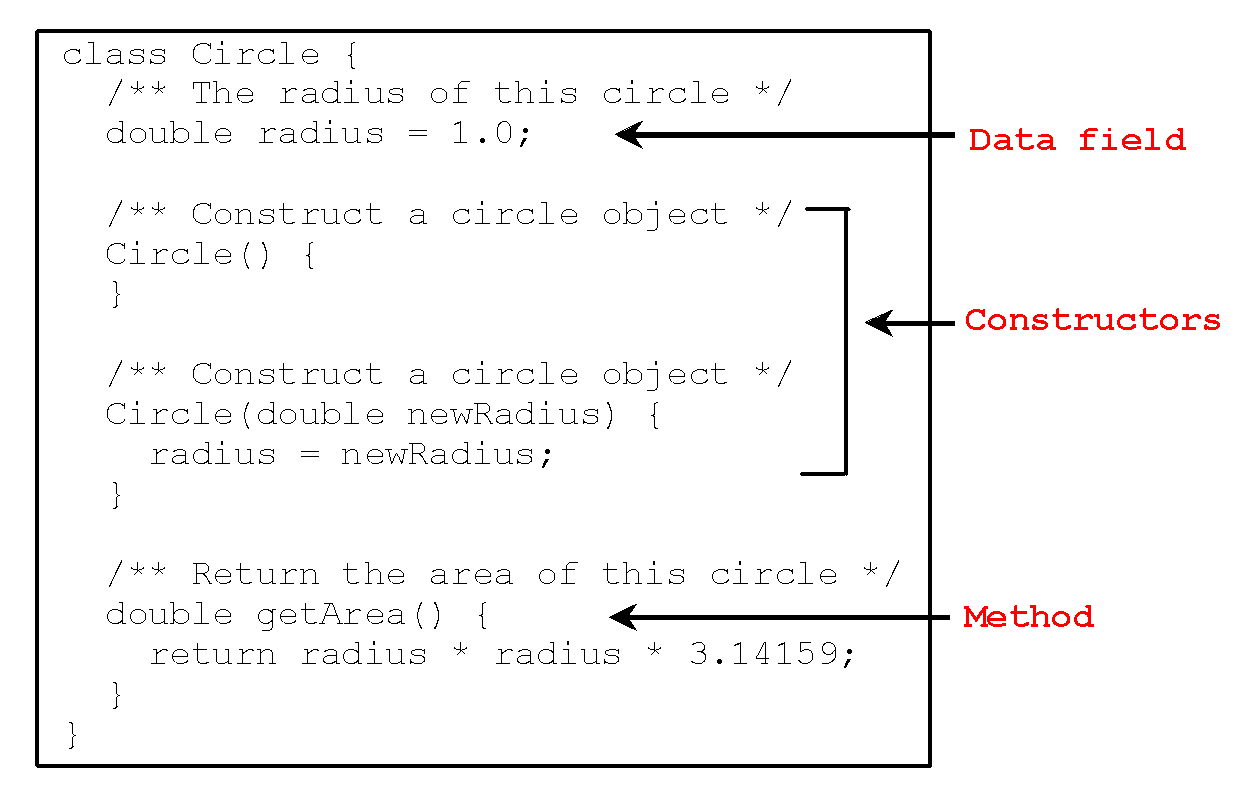 class Circle {
/** The radius of this circle */
double radius = 1.0;
Data field
/** Construct a circle object */
Circle() {
}
Constructors
/** Construct a circle object */
Circle(double newRadius) {
radius = newRadius;
}
/** Return the area of this circle */
double getArea() {
Method
return radius * radius * 3.14159;
}
}